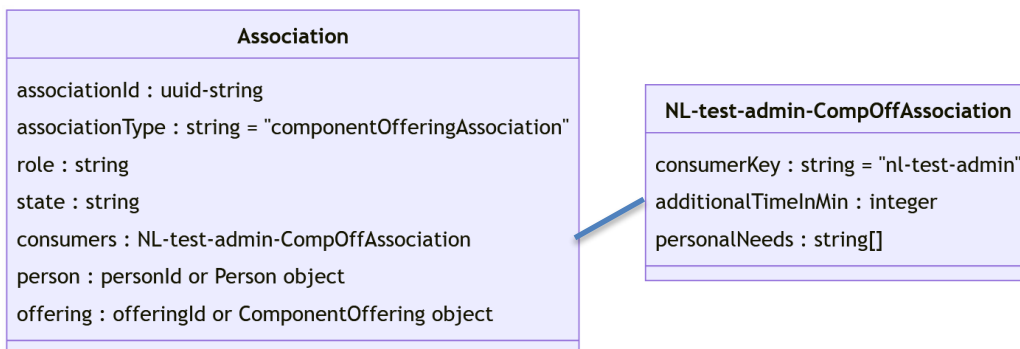 Association
associationId : uuid-string
associationType : string = "componentOfferingAssociation"
role : string
state : string
consumers : NL-test-admin-CompOffAssociation
person : personId or Person object
offering : offeringId or ComponentOffering object
NL-test-admin-CompOffAssociation
consumerKey : string = "nl-test-admin"
additionalTimeInMin : integer
personalNeeds : string[]